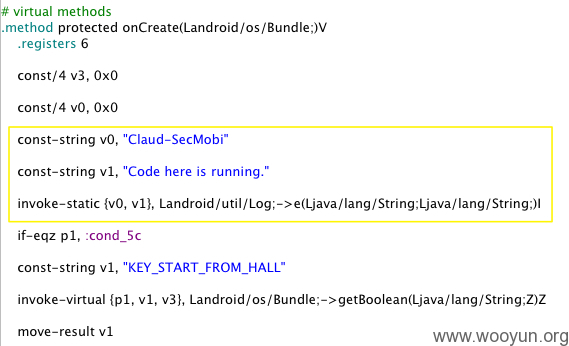 # virtual methods
.method protected onCreate(Landroid/os/Bundle;)V
.registers 6
const/4 v3, 0x0
const/4 v0, 0x0
const-string v0, "Claud-SecMobi"
const-string v1, "Code here is running."
invoke-static {v0, v1}, Landroid/util/Log;->e(Ljava/lang/String;Ljava/lang/String;)I
if-eqz p1, :cond_5c
const-string v1, "KEY_START_FROM_HALL"
invoke-virtual {p1, v1, v3}, Landroid/os/Bundle;->getBoolean(Ljava/lang/String;Z)Z
move-result v1
www.wooyun.org